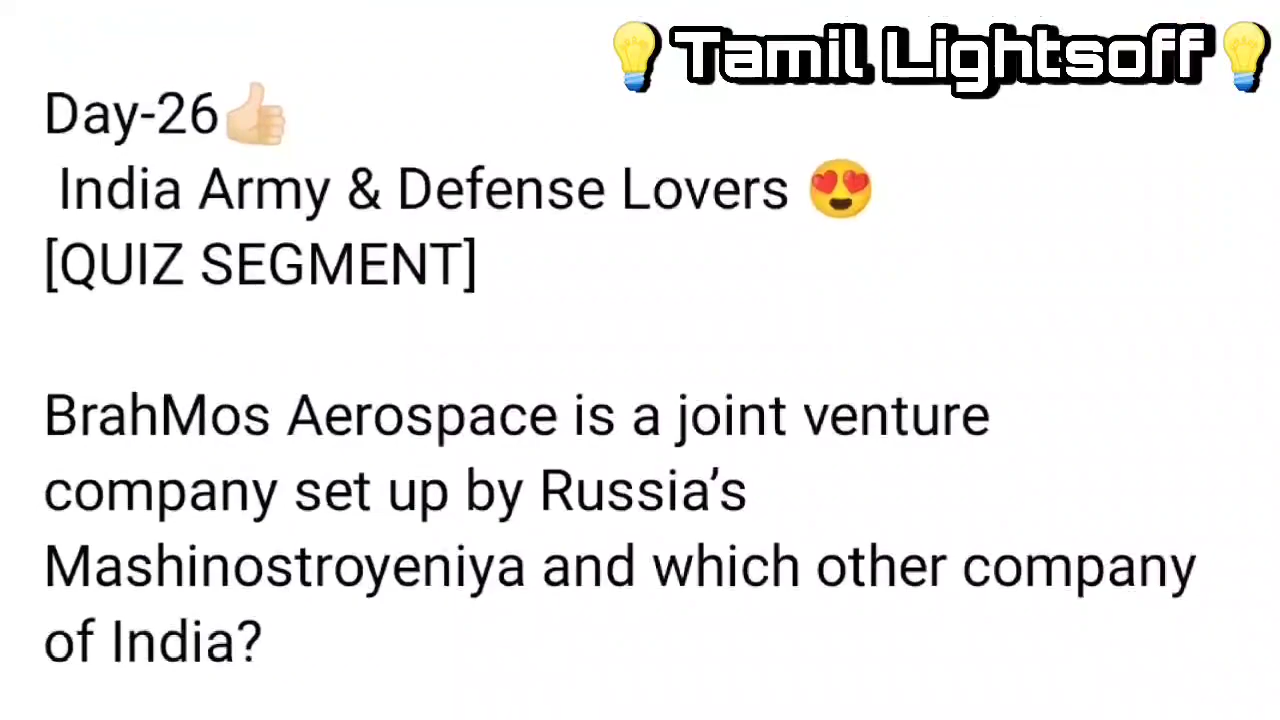 💡Tamil Lightsoff💡
Day-26👍🏻
India Army & Defense Lovers 😍
[QUIZ SEGMENT]
BrahMos Aerospace is a joint venture
company set up by Russia’s
Mashinostroyeniya and which other company
of India?